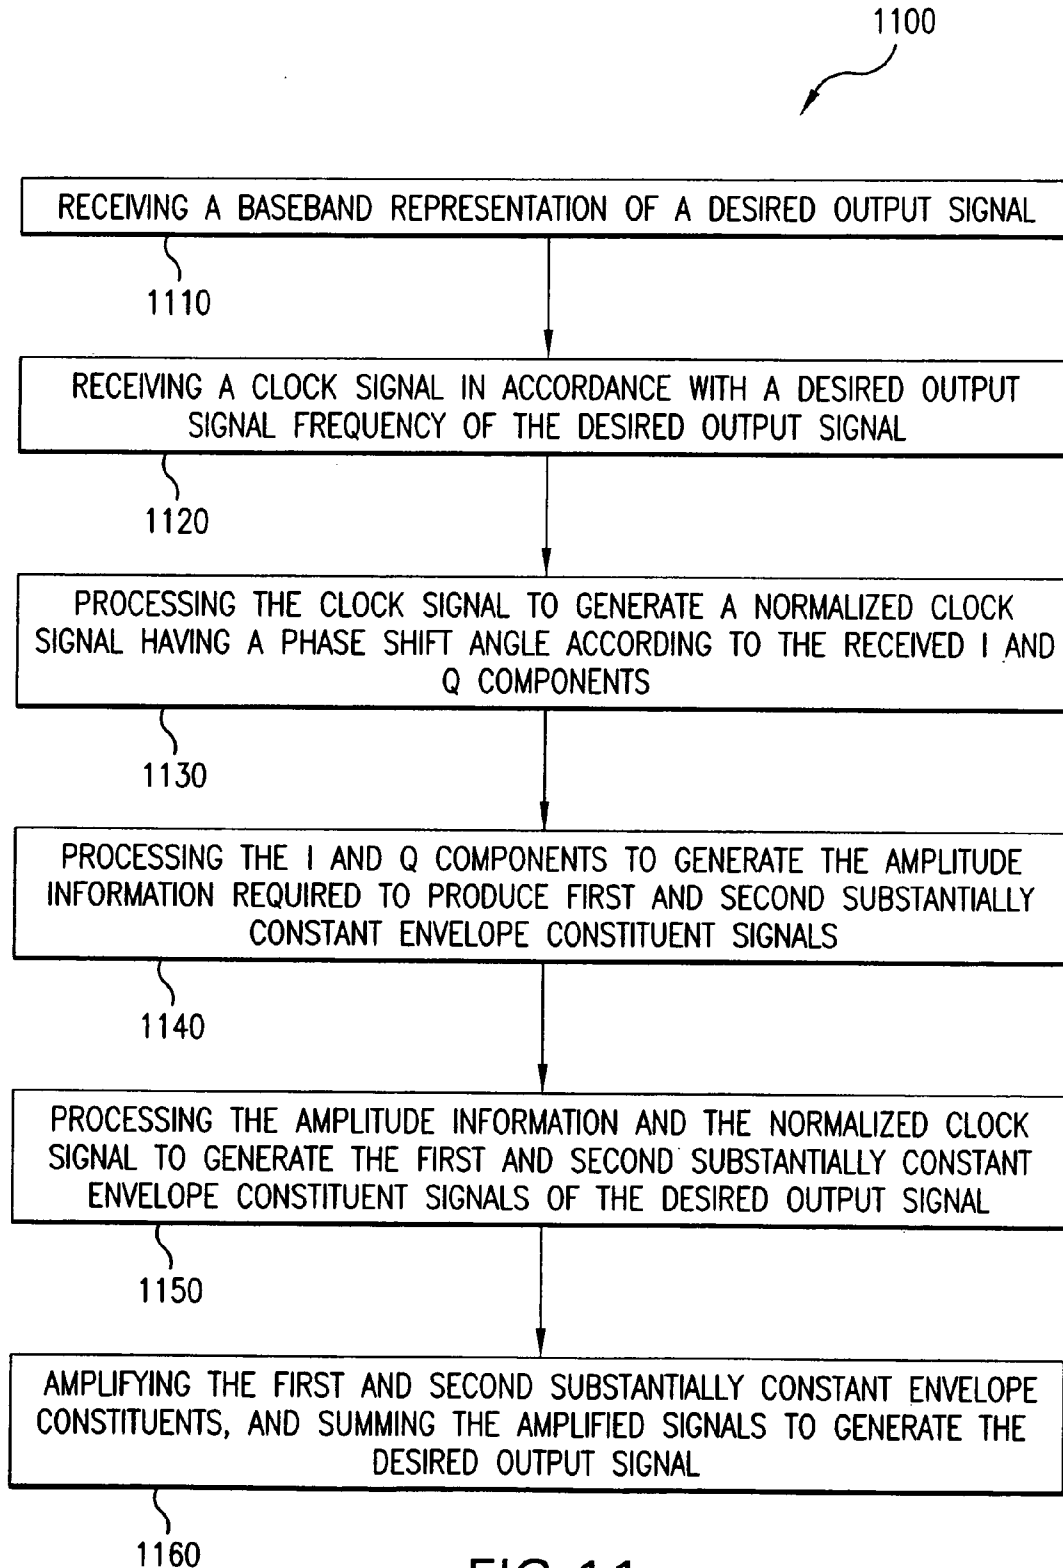 1100
RECEIVING A BASEBAND REPRESENTATION OF A DESIRED OUTPUT SIGNAL
1110
RECEIVING A CLOCK SIGNAL IN ACCORDANCE WITH A DESIRED OUTPUT
SIGNAL FREQUENCY OF THE DESIRED OUTPUT SIGNAL
1120
PROCESSING THE CLOCK SIGNAL TO GENERATE A NORMALIZED CLOCK
SIGNAL HAVING A PHASE SHIFT ANGLE ACCORDING TO THE RECEIVED I AND
Q COMPONENTS
1130
PROCESSING THE I AND Q COMPONENTS TO GENERATE THE AMPLITUDE
INFORMATION REQUIRED TO PRODUCE FIRST AND SECOND SUBSTANTIALLY
CONSTANT ENVELOPE CONSTITUENT SIGNALS
1140
PROCESSING THE AMPLITUDE INFORMATION AND THE NORMALIZED CLOCK
SIGNAL TO GENERATE THE FIRST AND SECOND SUBSTANTIALLY CONSTANT
ENVELOPE CONSTITUENT SIGNALS OF THE DESIRED OUTPUT SIGNAL
1150
AMPLIFYING THE FIRST AND SECOND SUBSTANTIALLY CONSTANT ENVELOPE
CONSTITUENTS, AND SUMMING THE AMPLIFIED SIGNALS TO GENERATE THE
DESIRED OUTPUT SIGNAL
1160
FIG. 11